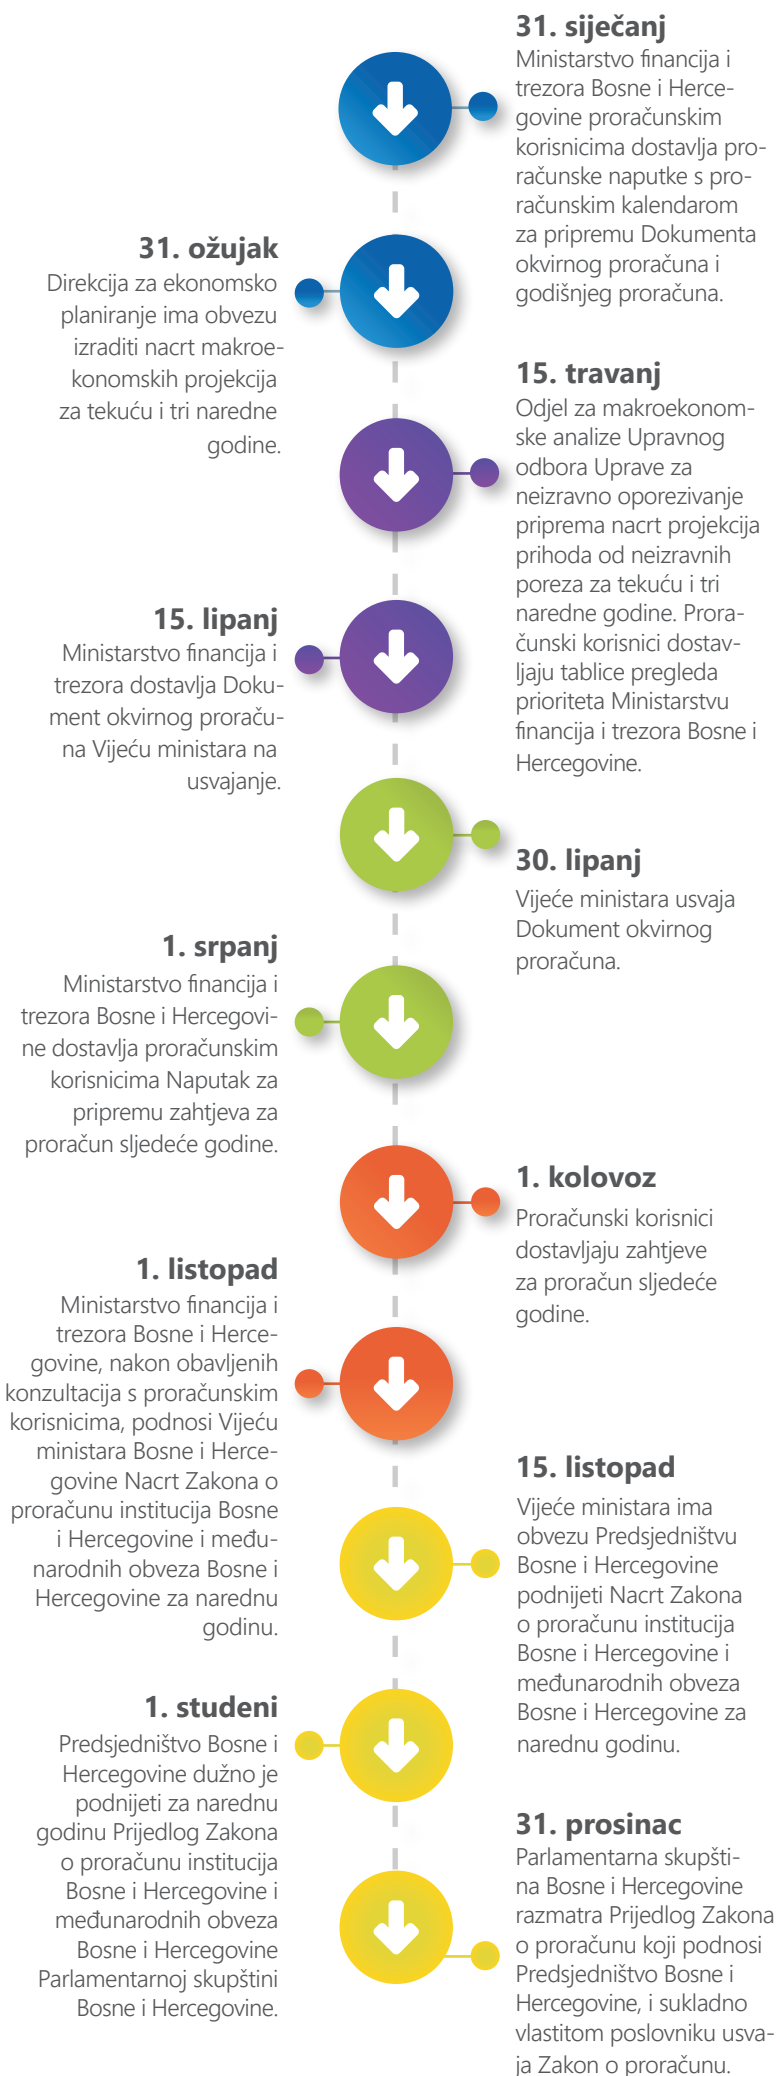 31. siječanj
Ministarstvo financija i
trezora Bosne i Herce-
govine proračunskim
korisnicima dostavlja pro-
računske naputke s pro-
računskim kalendarom
za pripremu Dokumenta
okvirnog proračuna i
godišnjeg proračuna.
31. ožujak
Direkcija za ekonomsko
planiranje ima obvezu
izraditi nacrt makroe-
konomskih projekcija
za tekuću i tri naredne
godine.
15. travanj
Odjel za makroekonom-
ske analize Upravnog
odbora Uprave za
neizravno oporezivanje
priprema nacrt projekcija
prihoda od neizravnih
poreza za tekuću i tri
naredne godine. Prora-
čunski korisnici dostav-
ljaju tablice pregleda
prioriteta Ministarstvu
financija i trezora Bosne i
Hercegovine.
15. lipanj
Ministarstvo financija i
trezora dostavlja Doku-
ment okvirnog proraču-
na Vijeću ministara na
usvajanje.
30. lipanj
Vijeće ministara usvaja
Dokument okvirnog
proračuna.
1. srpanj
Ministarstvo financija i
trezora Bosne i Hercegovi-
ne dostavlja proračunskim
korisnicima Naputak za
pripremu zahtjeva za
proračun sljedeće godine.
1. kolovoz
Proračunski korisnici
dostavljaju zahtjeve
za proračun sljedeće
godine.
1. listopad
Ministarstvo financija i
trezora Bosne i Herce-
govine, nakon obavljenih
konzultacija s proračunskim
korisnicima, podnosi Vijeću
ministara Bosne i Herce-
govine Nacrt Zakona o
proračunu institucija Bosne
i Hercegovine i među-
narodnih obveza Bosne i
Hercegovine za narednu
godinu.
15. listopad
Vijeće ministara ima
obvezu Predsjedništvu
Bosne i Hercegovine
podnijeti Nacrt Zakona
o proračunu institucija
Bosne i Hercegovine i
međunarodnih obveza
Bosne i Hercegovine za
narednu godinu.
1. studeni
Predsjedništvo Bosne i
Hercegovine dužno je
podnijeti za narednu
godinu Prijedlog Zakona
o proračunu institucija
Bosne i Hercegovine i
međunarodnih obveza
Bosne i Hercegovine
Parlamentarnoj skupštini
Bosne i Hercegovine.
31. prosinac
Parlamentarna skupšti-
na Bosne i Hercegovine
razmatra Prijedlog Zakona
o proračunu koji podnosi
Predsjedništvo Bosne i
Hercegovine, i sukladno
vlastitom poslovniku usva-
ja Zakon o proračunu.